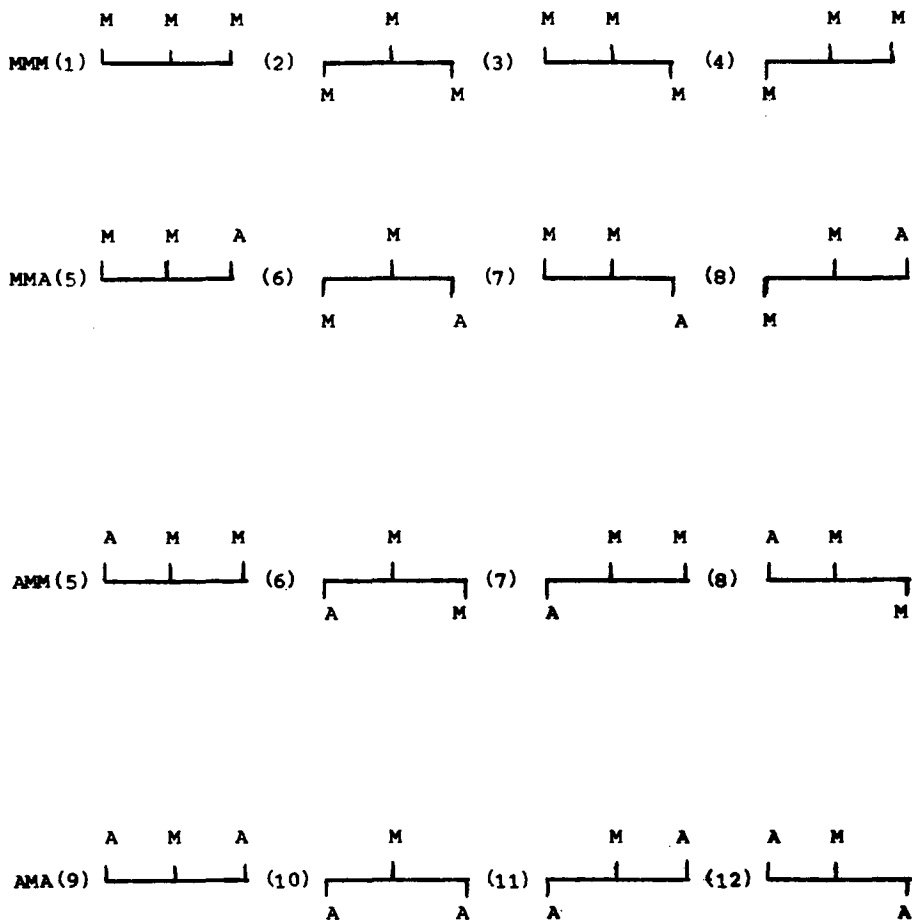 M M M M M M M M
MMM(1) (2) (3) (4)
M M M M
M M A M M M M A
MMA(5) (6) (7) (8)
M A A M
A M M M M M A M
AMM(5) (6) (7) (8)
A M A M
A M A M M A A M
AMA(9) (10) (11) (12)
A A A A